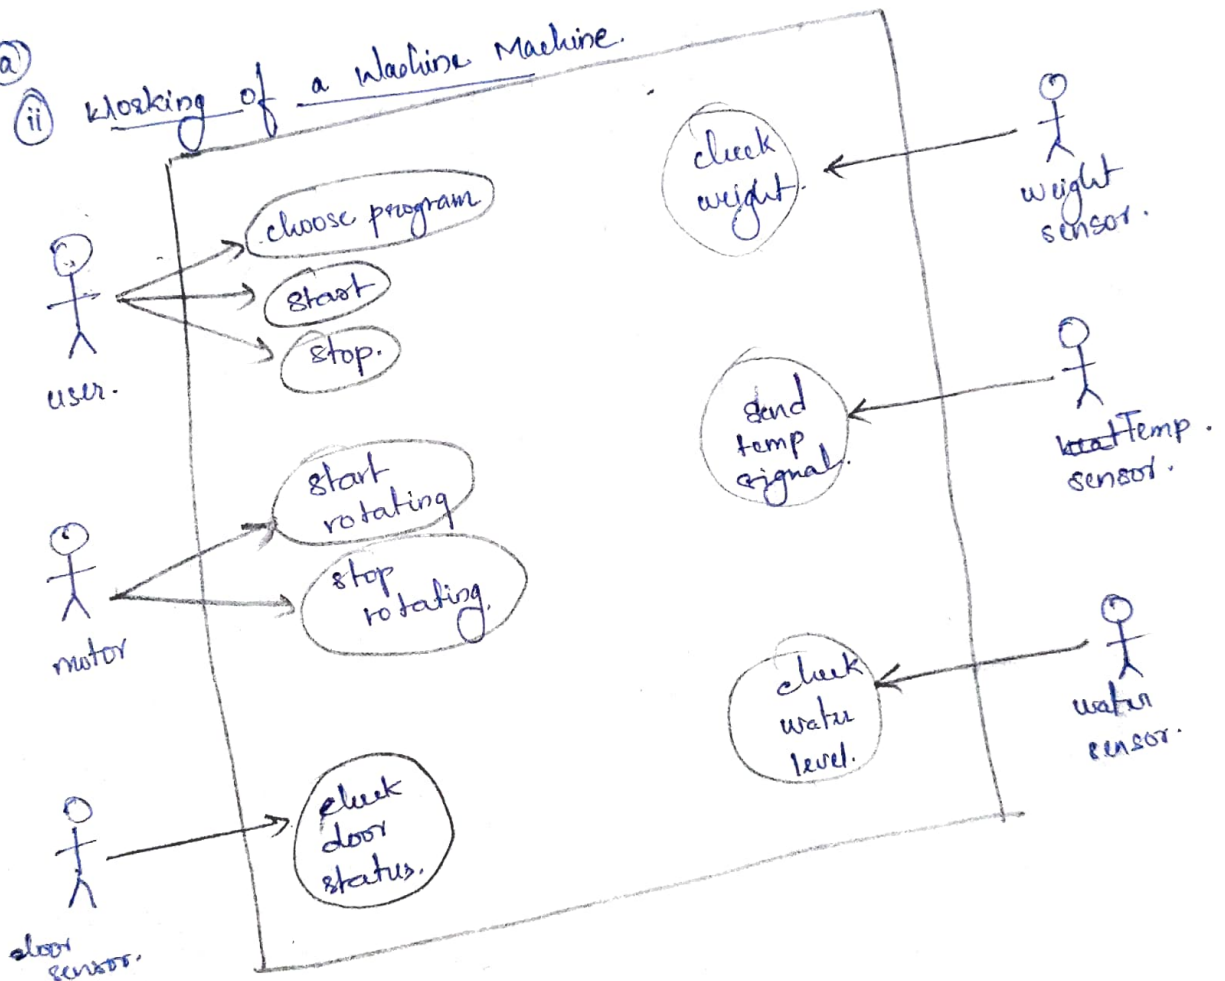 a
ii Working of a Washine Machine.
choose program
start
stop.
user.
start
rotating
stop
rotating.
motor
check
door
status.
door
sensor.
check
weight.
weight
sensor.
send
temp
signal.
Temp.
sensor.
check
water
level.
water
sensor.